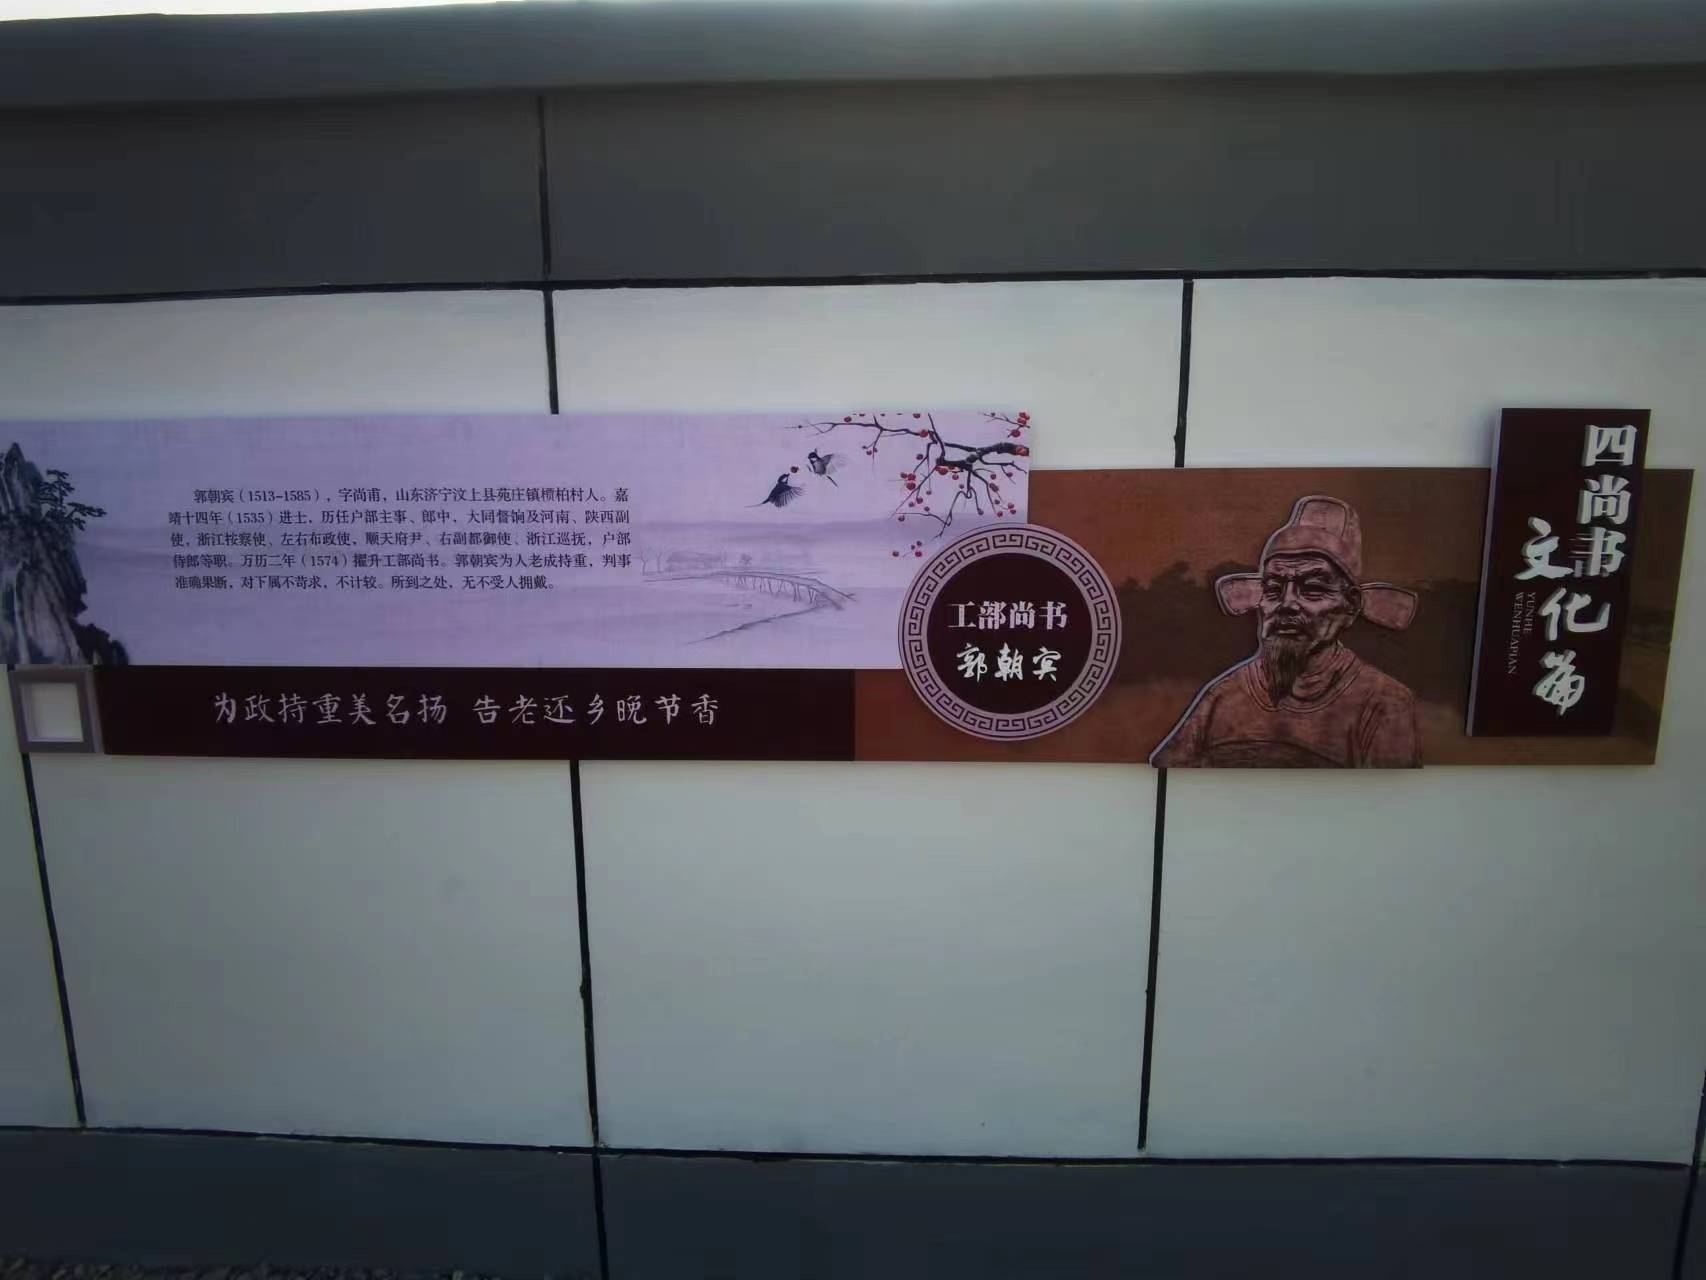 郭朝宾（1513-1585），字尚甫，山东济宁汶上县苑庄镇槚柏村人。嘉
靖十四年（1535）进士，历任户部主事、郎中，大同督饷及河南、陕西副
使，浙江按察使、左右布政使，顺天府尹、右副都御使、浙江巡抚，户部
侍郎等职。万历二年（1574）擢升工部尚书。郭朝宾为人老成持重，判事
准确果断，对下属不苛求，不计较。所到之处，无不受人拥戴。
为政持重美名扬 告老还乡晚节香
工部尚书
郭朝宾
四尚书
文化篇
YUNHE
WENHUAPIAN